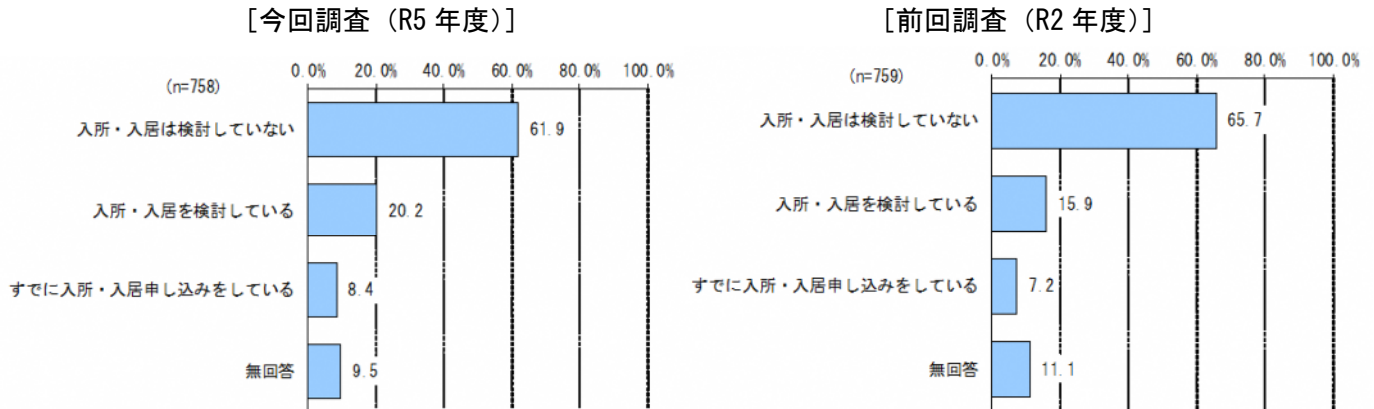 [今回調査（R5 年度）]
(n=758)
0.0% 20.0% 40.0% 60.0% 80.0% 100.0%
入所・入居は検討していない 61.9
入所・入居を検討している 20.2
すでに入所・入居申し込みをしている 8.4
無回答 9.5
[前回調査（R2 年度）]
(n=759)
0.0% 20.0% 40.0% 60.0% 80.0% 100.0%
入所・入居は検討していない 65.7
入所・入居を検討している 15.9
すでに入所・入居申し込みをしている 7.2
無回答 11.1